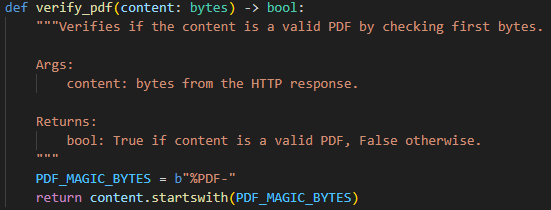 def verify_pdf(content: bytes) -> bool:
    """Verifies if the content is a valid PDF by checking first bytes.

    Args:
        content: bytes from the HTTP response.

    Returns:
        bool: True if content is a valid PDF, False otherwise.
    """
    PDF_MAGIC_BYTES = b"%PDF-"
    return content.startswith(PDF_MAGIC_BYTES)